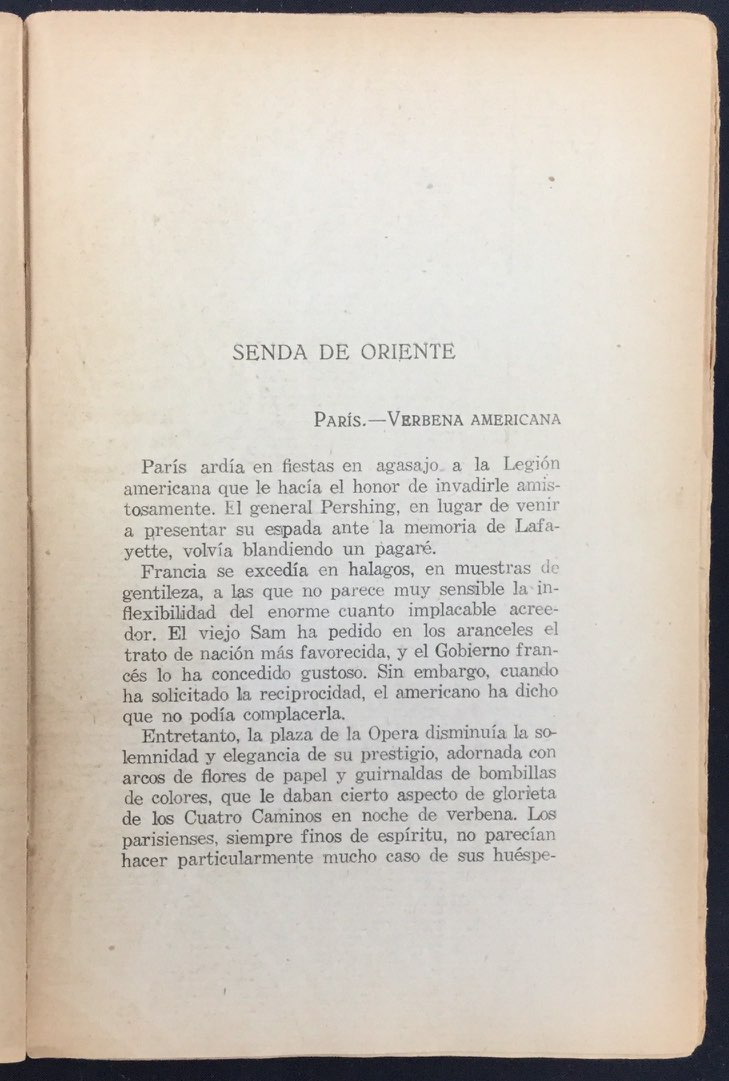 SENDA DE ORIENTE
París.—Verbena americana
París ardía en fiestas en agasajo a la Legión
americana que le hacía el honor de invadirle amis-
tosamente. El general Pershing, en lugar de venir
a presentar su espada ante la memoria de Lafa-
yette, volvía blandiendo un pagaré.
Francia se excedía en halagos, en muestras de
gentileza, a las que no parece muy sensible la in-
flexibilidad del enorme cuanto implacable acree-
dor. El viejo Sam ha pedido en los aranceles el
trato de nación más favorecida, y el Gobierno fran-
cés lo ha concedido gustoso. Sin embargo, cuando
ha solicitado la reciprocidad, el americano ha dicho
que no podía complacerla.
Entretanto, la plaza de la Opera disminuía la so-
lemnidad y elegancia de su prestigio, adornada con
arcos de flores de papel y guirnaldas de bombillas
de colores, que le daban cierto aspecto de glorieta
de los Cuatro Caminos en noche de verbena. Los
parisienses, siempre finos de espíritu, no parecían
hacer particularmente mucho caso de sus huéspe-